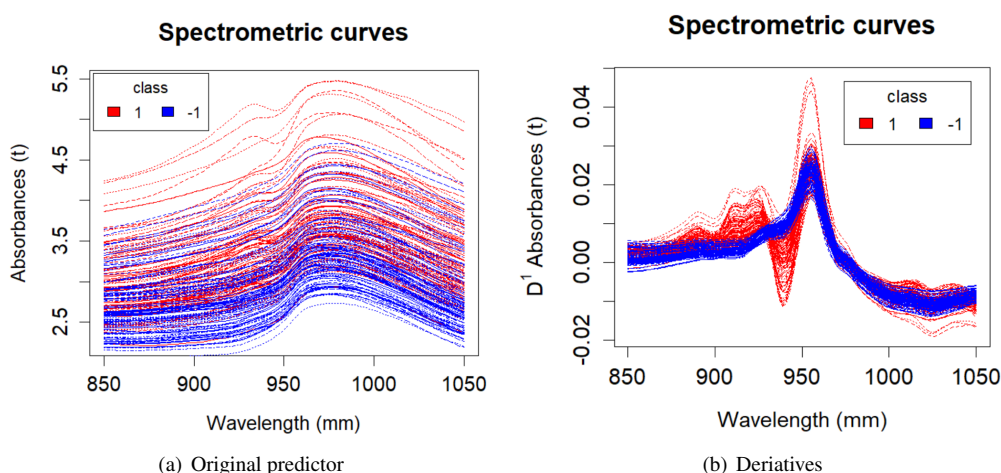 Spectrometric curves
class
1 -1
Absorbances (t)
5.5
4.5
3.5
2.5
850 900 950 1000 1050
Wavelength (mm)
(a) Original predictor
Spectrometric curves
class
1 -1
D¹ Absorbances (t)
0.04
0.02
0.00
-0.02
850 900 950 1000 1050
Wavelength (mm)
(b) Deriatives